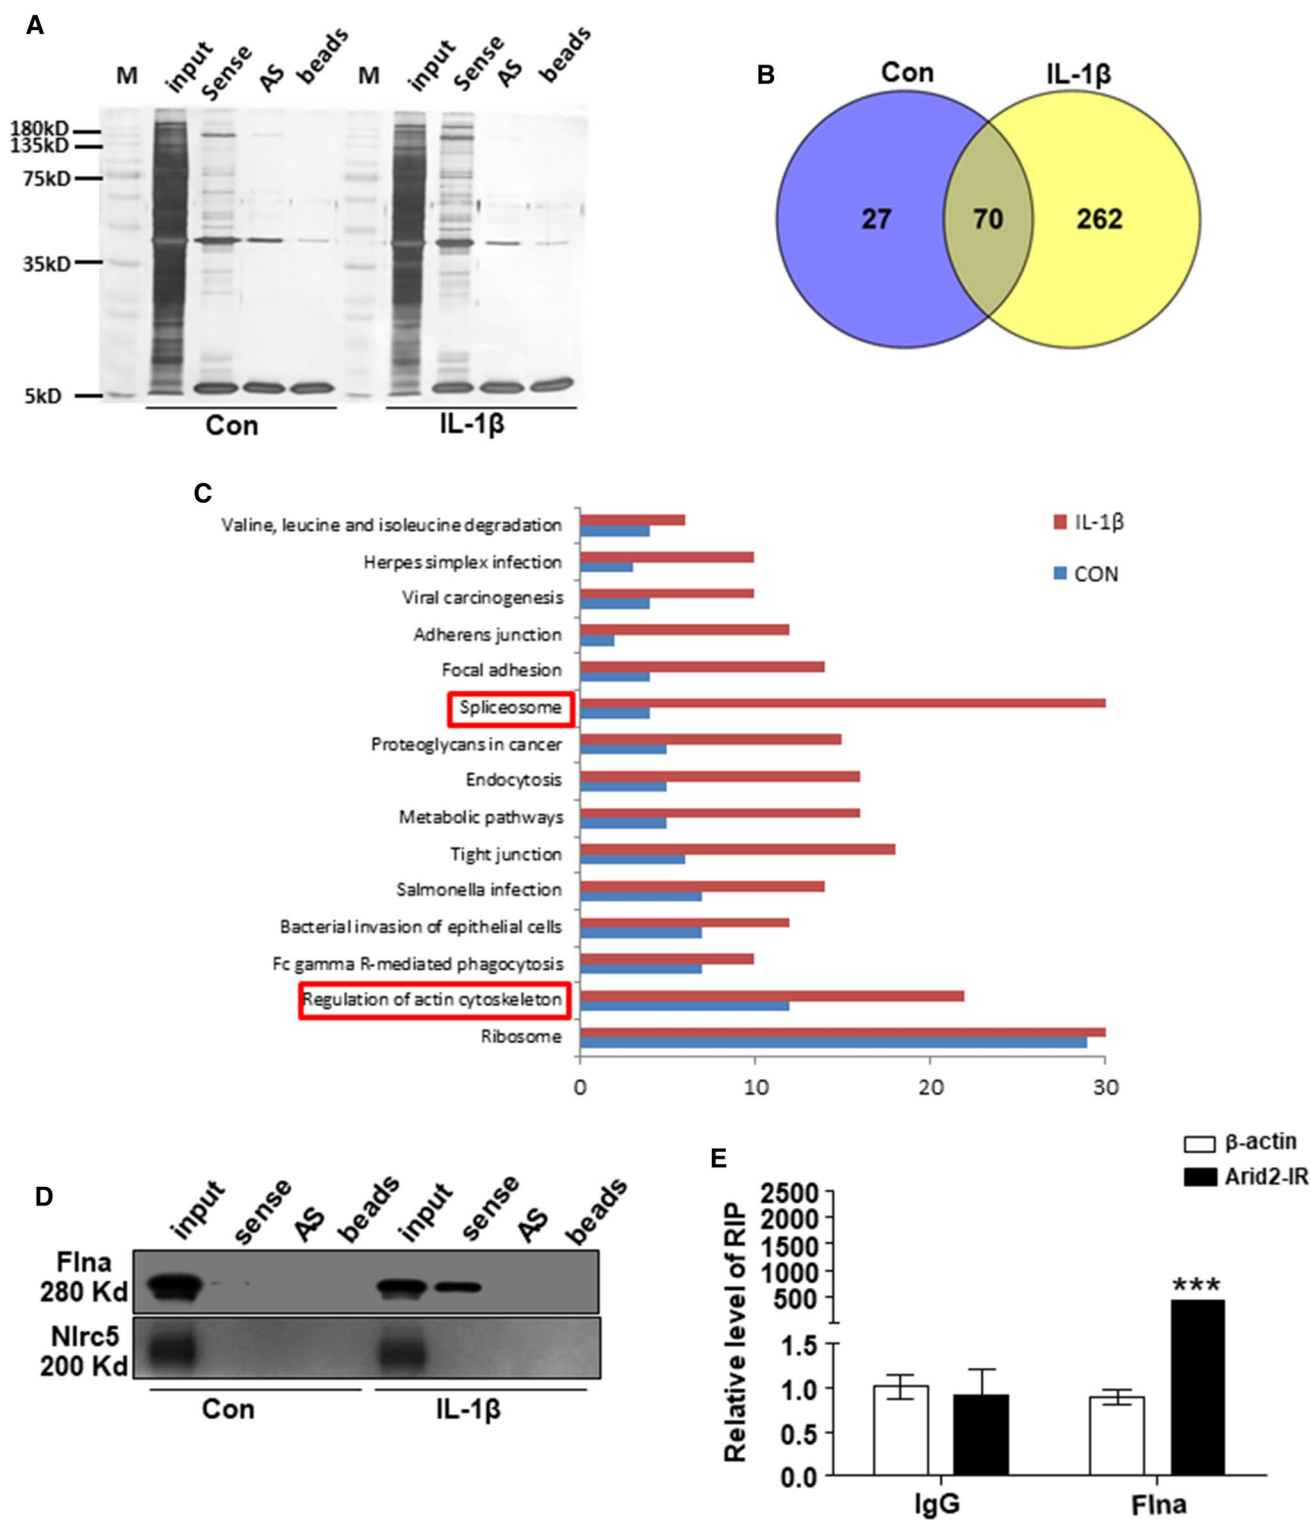 A
M input Sense AS beads M input Sense AS beads
180kD
135kD
75kD
35kD
5kD
Con IL-1β
B
Con IL-1β
27 70 262
C
Valine, leucine and isoleucine degradation
Herpes simplex infection
Viral carcinogenesis
Adherens junction
Focal adhesion
Spliceosome
Proteoglycans in cancer
Endocytosis
Metabolic pathways
Tight junction
Salmonella infection
Bacterial invasion of epithelial cells
Fc gamma R-mediated phagocytosis
Regulation of actin cytoskeleton
Ribosome
0 10 20 30
IL-1β
CON
D
input sense AS beads input sense AS beads
Flna
280 Kd
Nlrc5
200 Kd
Con IL-1β
E
β-actin
Arid2-IR
Relative level of RIP
2500
2000
1500
1000
500
1.5
1.0
0.5
0.0
***
IgG Flna